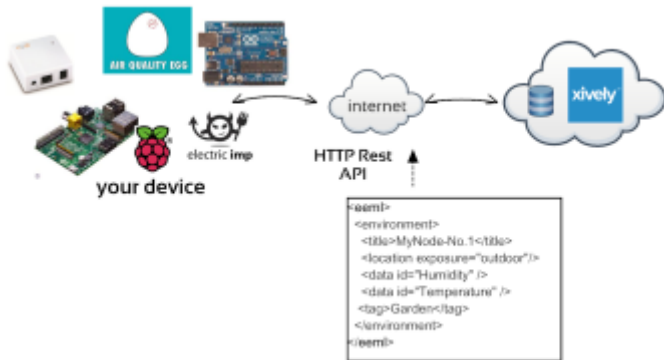 AIR QUALITY EGG
electric imp
your device
internet
HTTP Rest
API
xively
<eeml>
<environment>
<title>MyNode-No.1</title>
<location exposure="outdoor"/>
<data id="Humidity" />
<data id="Temperature" />
<tag>Garden</tag>
</environment>
</eeml>